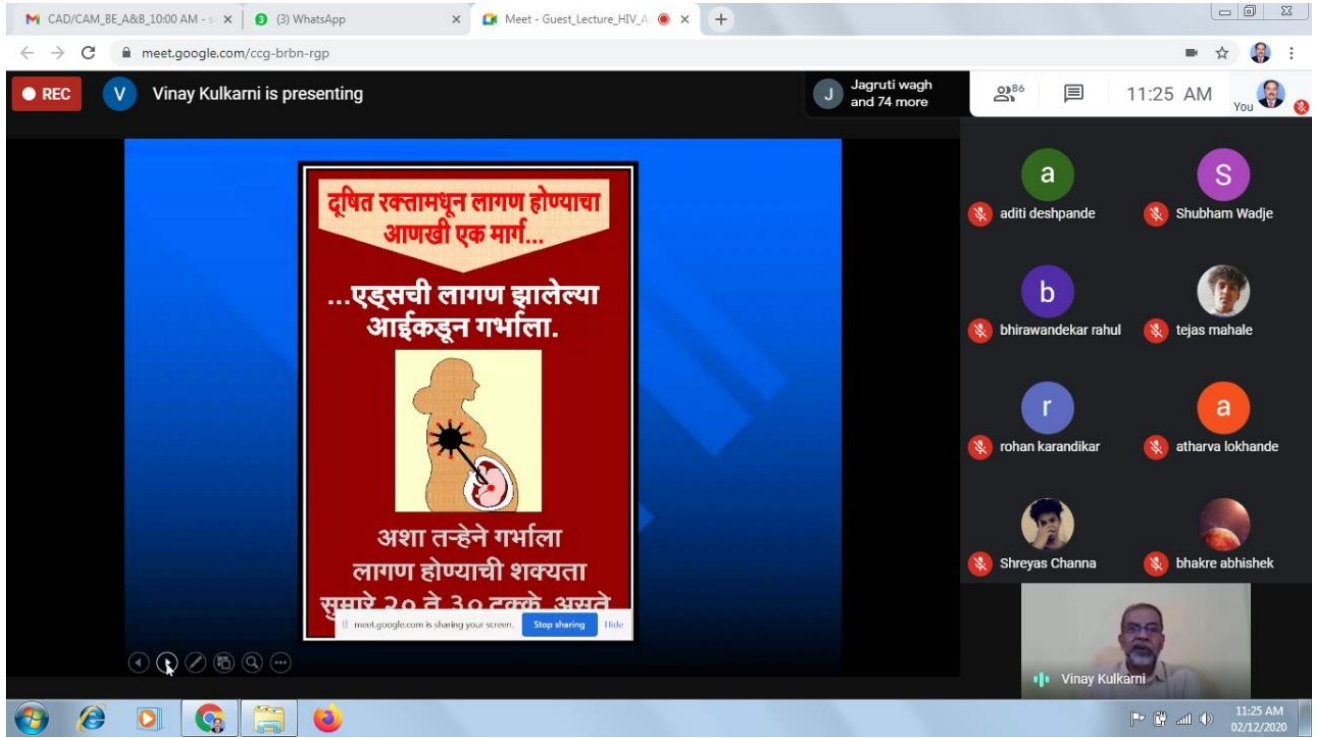 CAD/CAM_BE_A&B_10:00 AM - s
(3) WhatsApp
Meet - Guest_Lecture_HIV_A
meet.google.com/ccg-brbn-rgp
REC
V
Vinay Kulkarni is presenting
J
Jagruti wagh
and 74 more
86
11:25 AM
You
दूषित रक्तामधून लागण होण्याचा
आणखी एक मार्ग...
...एड्सची लागण झालेल्या
आईकडून गर्भाला.
अशा तऱ्हेने गर्भाला
लागण होण्याची शक्यता
सुमारे २० ते ३० टक्के असते
meet.google.com is sharing your screen.
Stop sharing
Hide
a
aditi deshpande
S
Shubham Wadje
b
bhirawandekar rahul
tejas mahale
r
rohan karandikar
a
atharva lokhande
Shreyas Channa
bhakre abhishek
Vinay Kulkarni
11:25 AM
02/12/2020